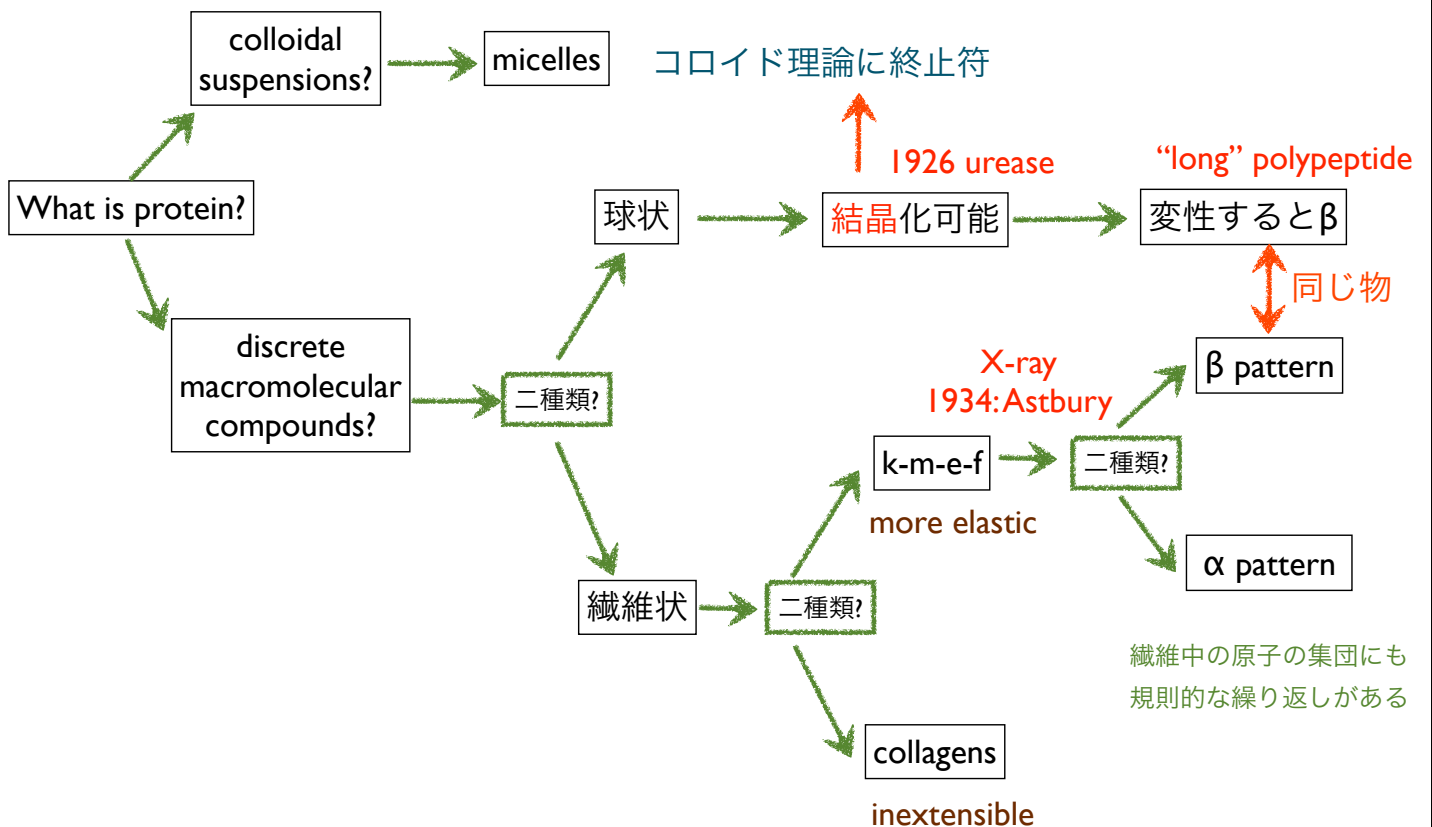 colloidal
suspensions?
micelles
コロイド理論に終止符
1926 urease
“long” polypeptide
What is protein?
球状
結晶化可能
変性するとβ
同じ物
discrete
macromolecular
compounds?
二種類?
X-ray
1934: Astbury
β pattern
k-m-e-f
二種類?
more elastic
α pattern
繊維状
二種類?
繊維中の原子の集団にも
規則的な繰り返しがある
collagens
inextensible